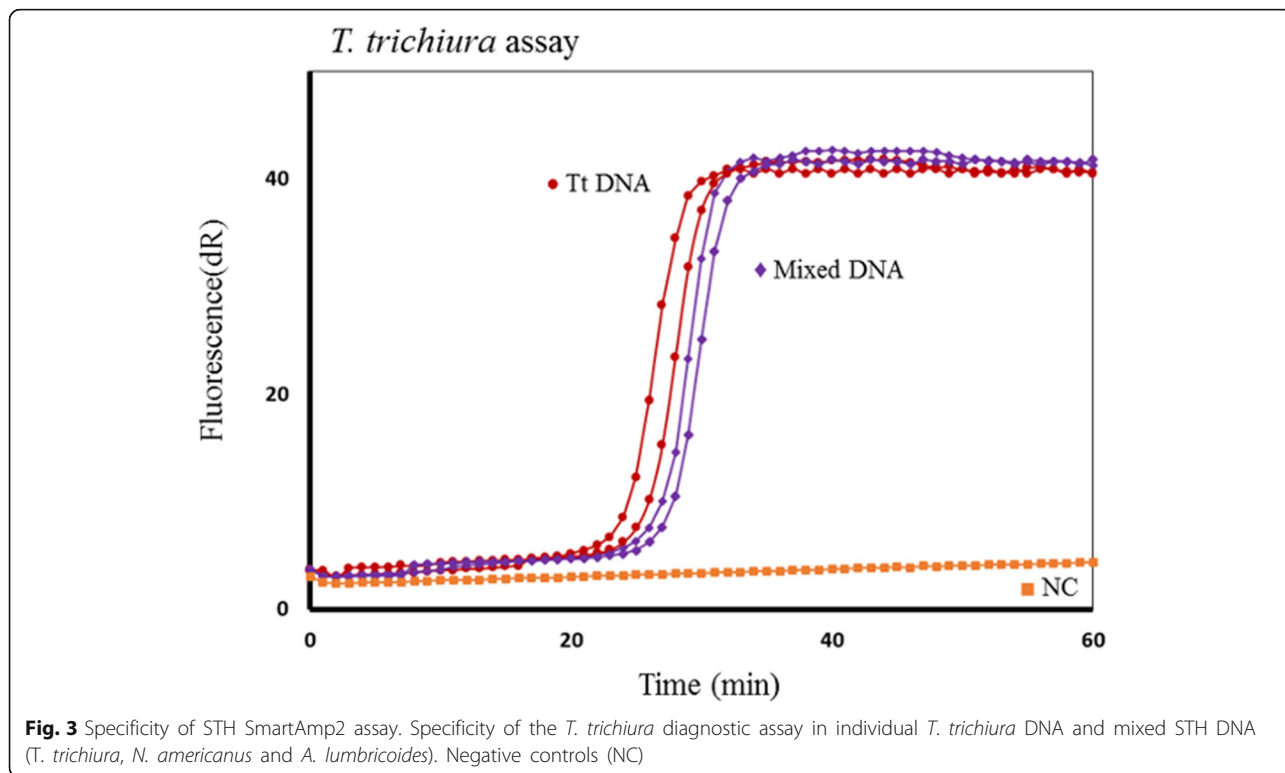 T. trichiura assay
Fluorescence(dR)
40
20
0
Tt DNA
Mixed DNA
NC
0 20 40 60
Time (min)
Fig. 3 Specificity of STH SmartAmp2 assay. Specificity of the T. trichiura diagnostic assay in individual T. trichiura DNA and mixed STH DNA
(T. trichiura, N. americanus and A. lumbricoides). Negative controls (NC)